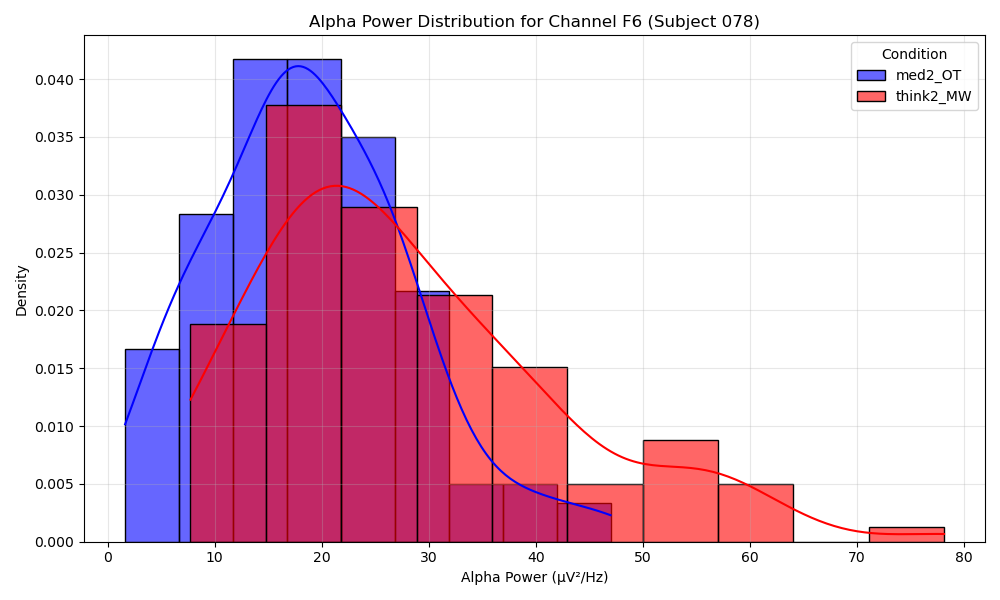 Alpha Power Distribution for Channel F6 (Subject 078)
Condition
med2_OT
think2_MW
Density
0.040
0.035
0.030
0.025
0.020
0.015
0.010
0.005
0.000
0 10 20 30 40 50 60 70 80
Alpha Power (µV²/Hz)